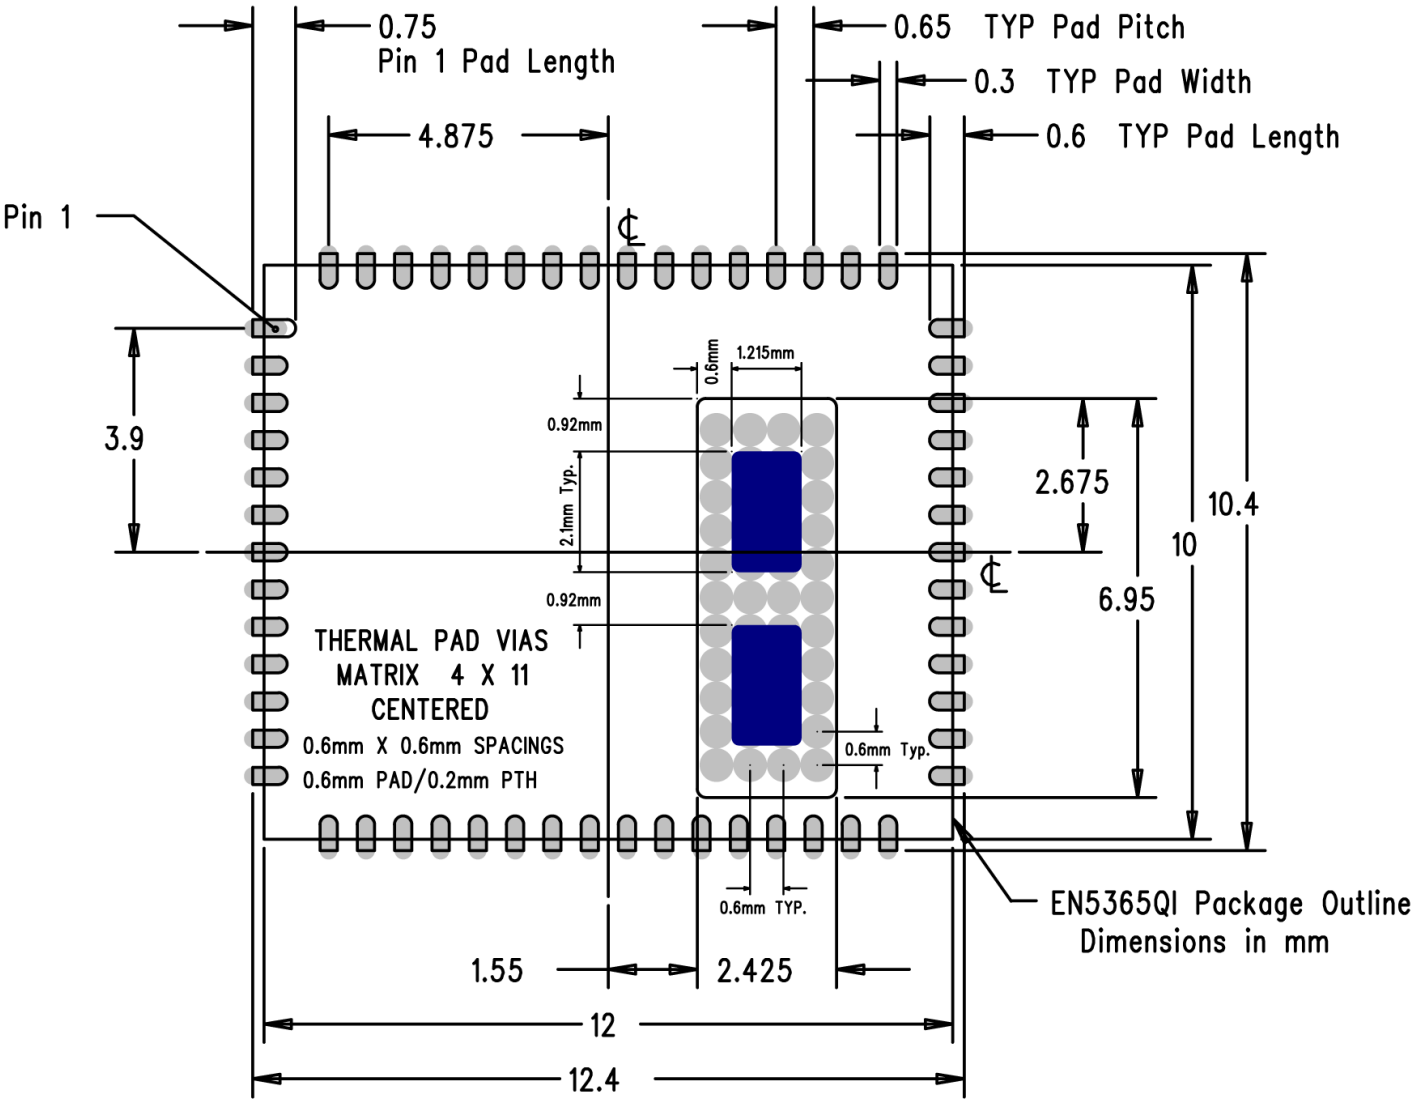 0.75
Pin 1 Pad Length
0.65 TYP Pad Pitch
0.3 TYP Pad Width
0.6 TYP Pad Length
4.875
Pin 1
℄
0.6mm
1.215mm
0.92mm
2.1mm Typ.
0.92mm
3.9
2.675
10.4
10
℄
6.95
THERMAL PAD VIAS
MATRIX 4 X 11
CENTERED
0.6mm X 0.6mm SPACINGS
0.6mm PAD/0.2mm PTH
0.6mm Typ.
0.6mm TYP.
EN5365QI Package Outline
Dimensions in mm
1.55
2.425
12
12.4